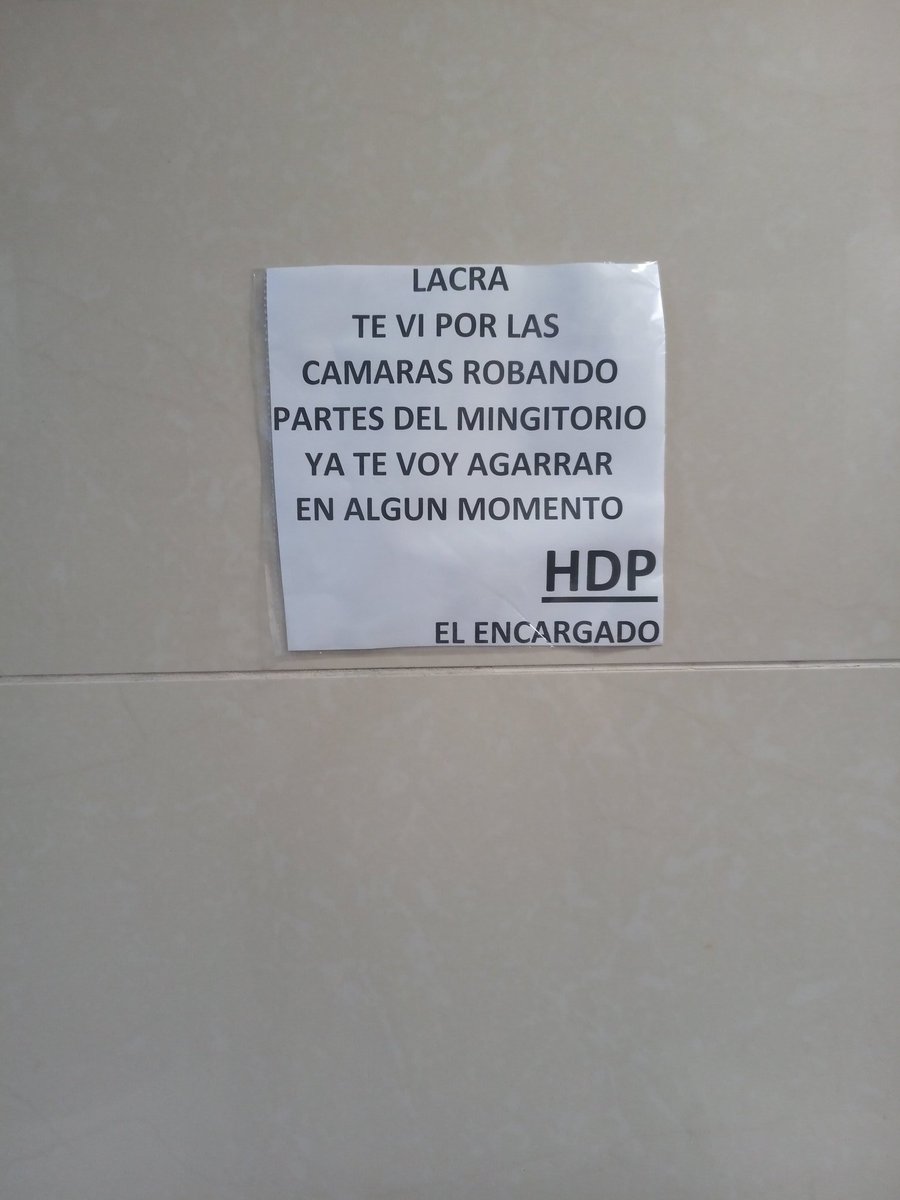 LACRA
TE VI POR LAS
CAMARAS ROBANDO
PARTES DEL MINGITORIO
YA TE VOY AGARRAR
EN ALGUN MOMENTO
HDP
EL ENCARGADO